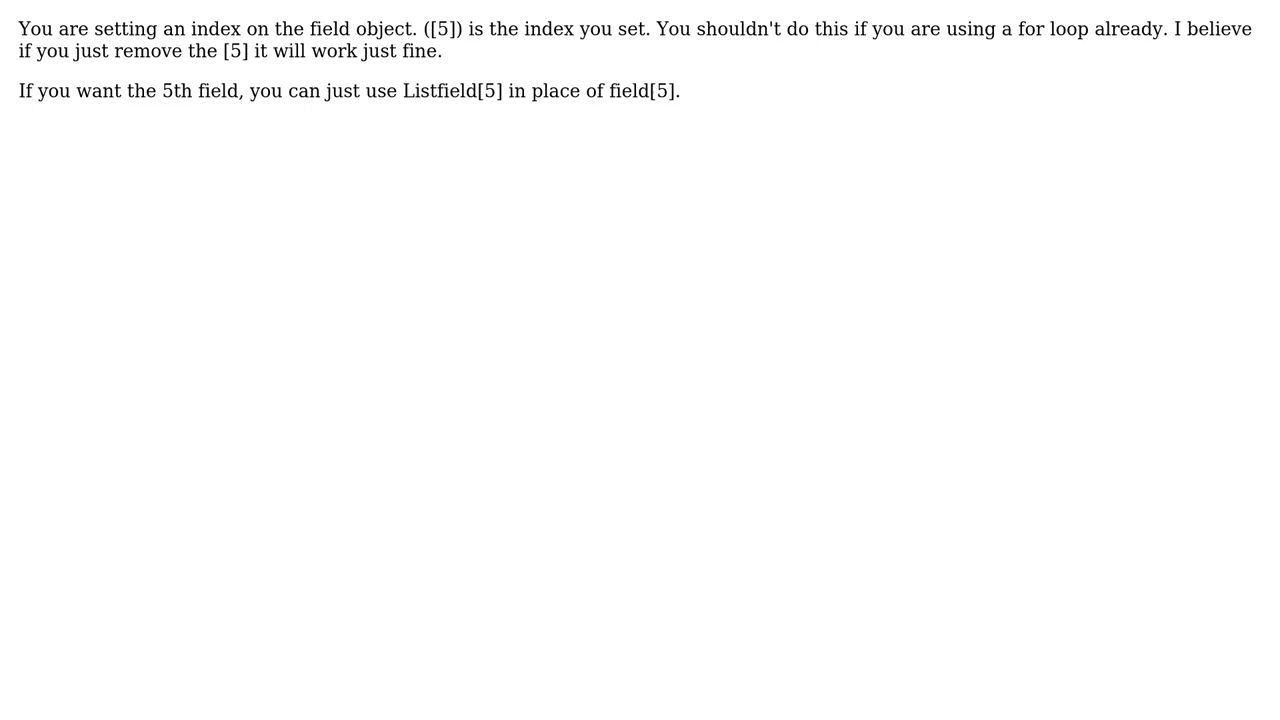 You are setting an index on the field object. ([5]) is the index you set. You shouldn't do this if you are using a for loop already. I believe
if you just remove the [5] it will work just fine.
If you want the 5th field, you can just use Listfield[5] in place of field[5].